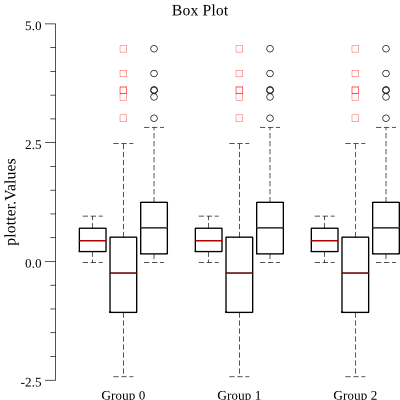 Box Plot
plotter.Values
5.0
2.5
0.0
-2.5
Group 0
Group 1
Group 2